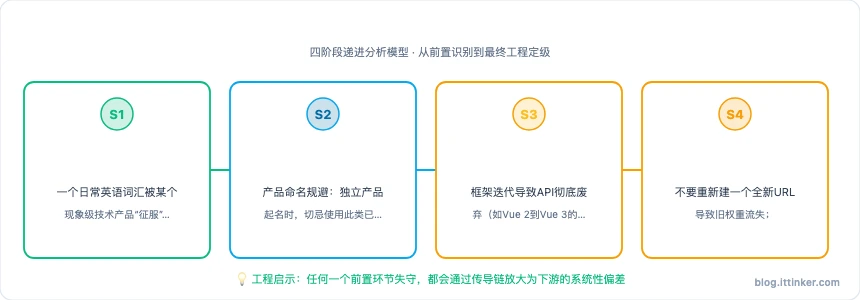 四阶段递进分析模型 · 从前置识别到最终工程定级
S1
一个日常英语词汇被某个
现象级技术产品“征服”...
S2
产品命名规避：独立产品
起名时，切忌使用此类已...
S3
框架迭代导致API彻底废
弃（如Vue 2到Vue 3的...
S4
不要重新建一个全新URL
导致旧权重流失；
💡 工程启示：任何一个前置环节失守，都会通过传导链放大为下游的系统性偏差
blog.ittinker.com